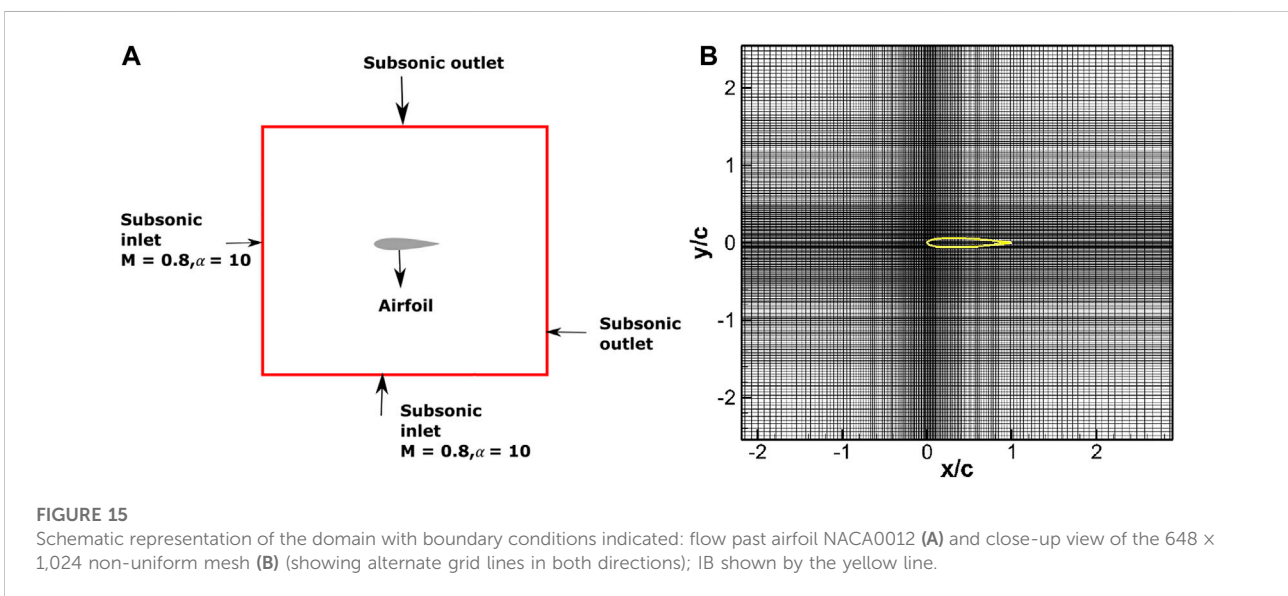 A
Subsonic outlet
Subsonic
inlet
M = 0.8,α = 10
Airfoil
Subsonic
outlet
Subsonic
inlet
M = 0.8,α = 10
B
2
1
0
-1
-2
y/c
-2
-1
0
1
2
x/c
FIGURE 15
Schematic representation of the domain with boundary conditions indicated: flow past airfoil NACA0012 (A) and close-up view of the 648 ×
1,024 non-uniform mesh (B) (showing alternate grid lines in both directions); IB shown by the yellow line.